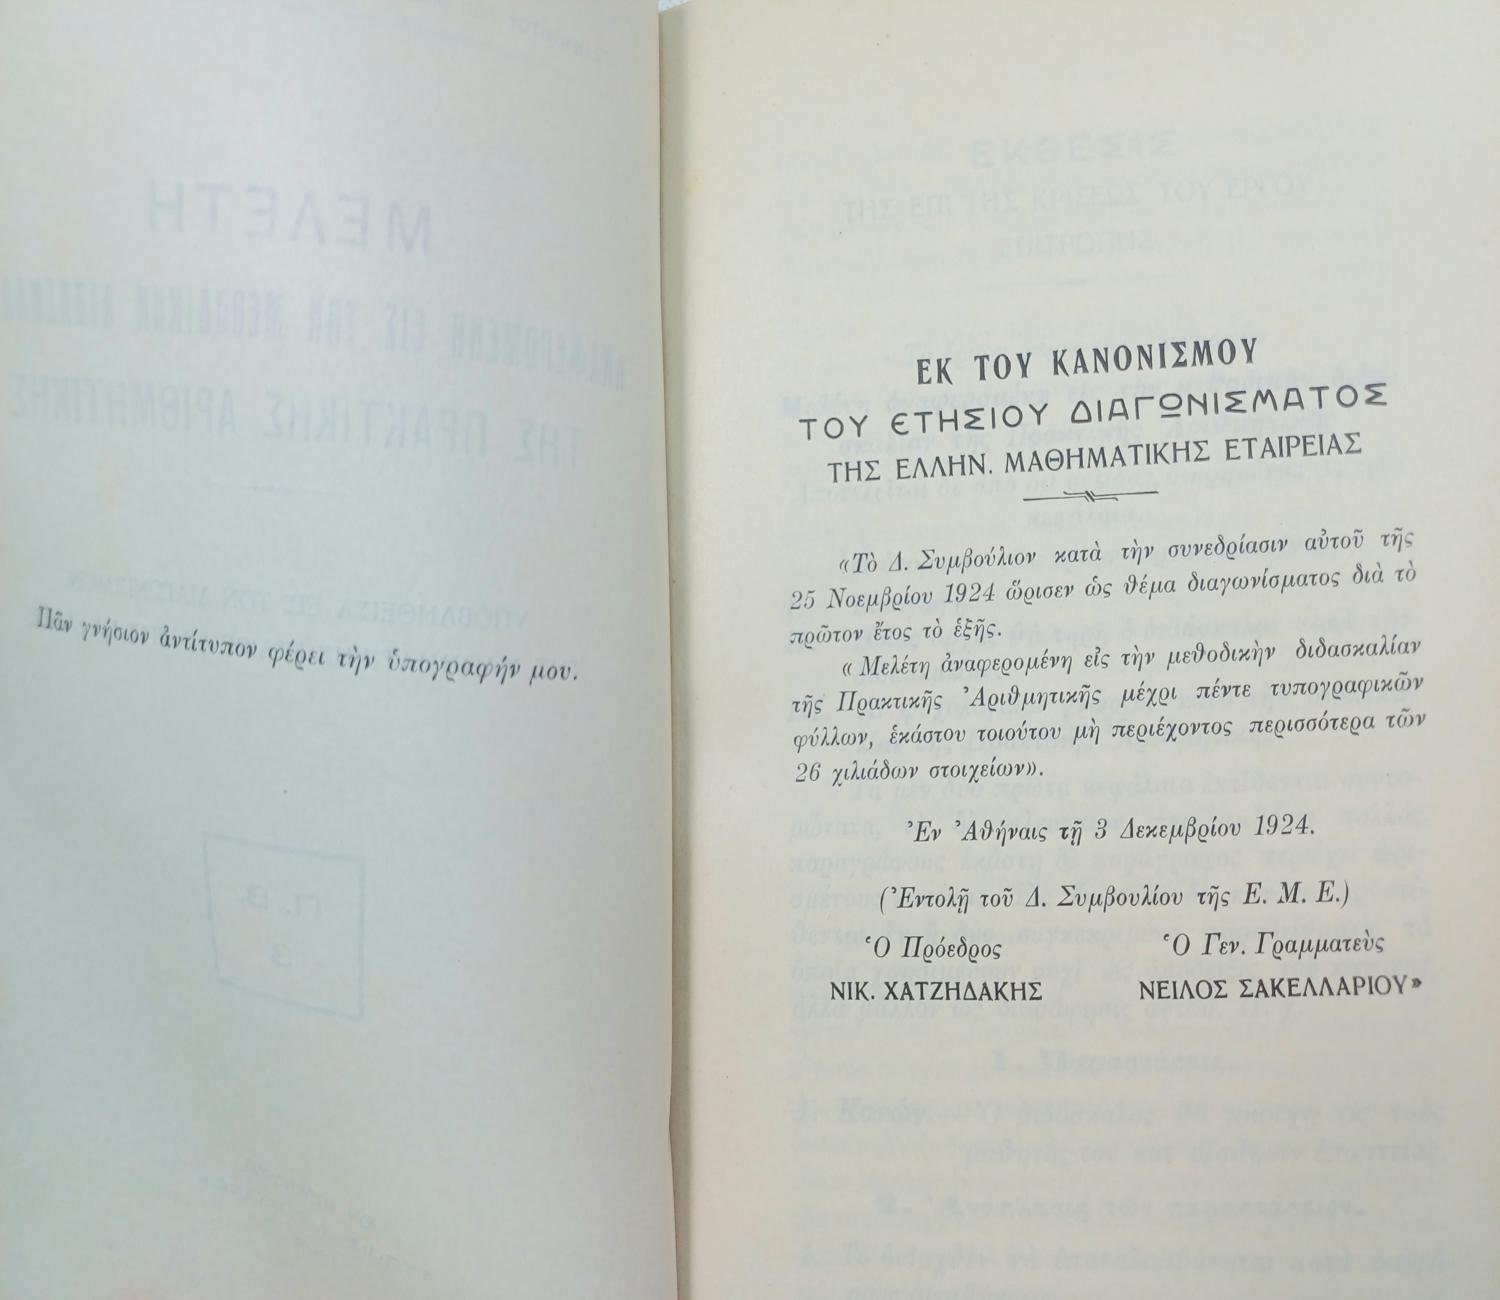 Πᾶν γνήσιον ἀντίτυπον φέρει τὴν ὑπογραφήν μου.
ΕΚ ΤΟΥ ΚΑΝΟΝΙΣΜΟΥ
ΤΟΥ ΕΤΗΣΙΟΥ ΔΙΑΓΩΝΙΣΜΑΤΟΣ
ΤΗΣ ΕΛΛΗΝ. ΜΑΘΗΜΑΤΙΚΗΣ ΕΤΑΙΡΕΙΑΣ
«Τὸ Δ. Συμβούλιον κατὰ τὴν συνεδρίασιν αὐτοῦ τῆς
25 Νοεμβρίου 1924 ὥρισεν ὡς θέμα διαγωνίσματος διὰ τὸ
πρῶτον ἔτος τὸ ἑξῆς.
« Μελέτη ἀναφερομένη εἰς τὴν μεθοδικὴν διδασκαλίαν
τῆς Πρακτικῆς Ἀριθμητικῆς μέχρι πέντε τυπογραφικῶν
φύλλων, ἑκάστου τοιούτου μὴ περιέχοντος περισσότερα τῶν
26 χιλιάδων στοιχείων».
Ἐν Ἀθήναις τῇ 3 Δεκεμβρίου 1924.
(Ἐντολῇ τοῦ Δ. Συμβουλίου τῆς Ε. Μ. Ε.)
Ὁ Πρόεδρος Ὁ Γεν. Γραμματεὺς
ΝΙΚ. ΧΑΤΖΗΔΑΚΗΣ ΝΕΙΛΟΣ ΣΑΚΕΛΛΑΡΙΟΥ»